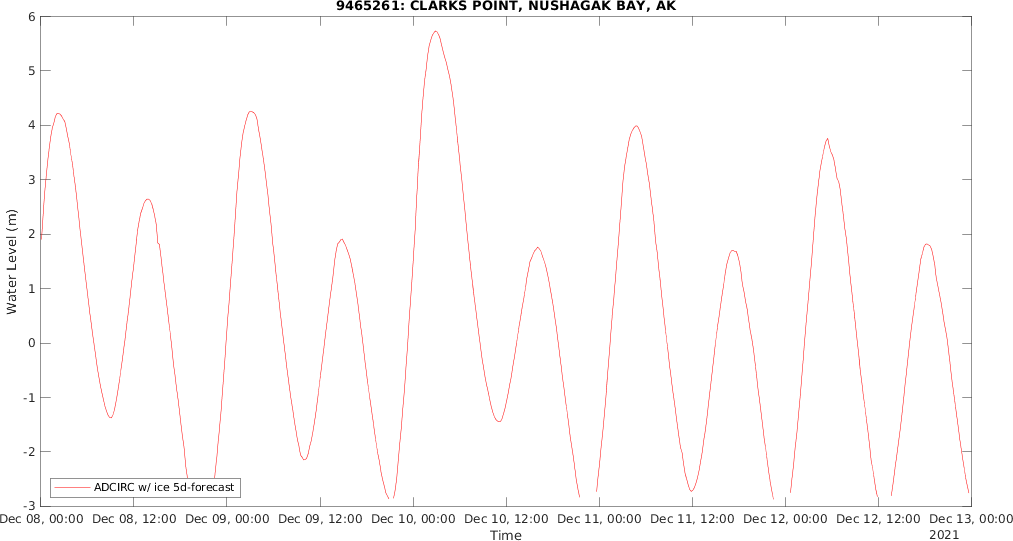 9465261: CLARKS POINT, NUSHAGAK BAY, AK
6
5
4
3
2
1
0
-1
-2
-3
Water Level (m)
ADCIRC w/ ice 5d-forecast
Dec 08, 00:00 Dec 08, 12:00 Dec 09, 00:00 Dec 09, 12:00 Dec 10, 00:00 Dec 10, 12:00 Dec 11, 00:00 Dec 11, 12:00 Dec 12, 00:00 Dec 12, 12:00 Dec 13, 00:00
Time
2021